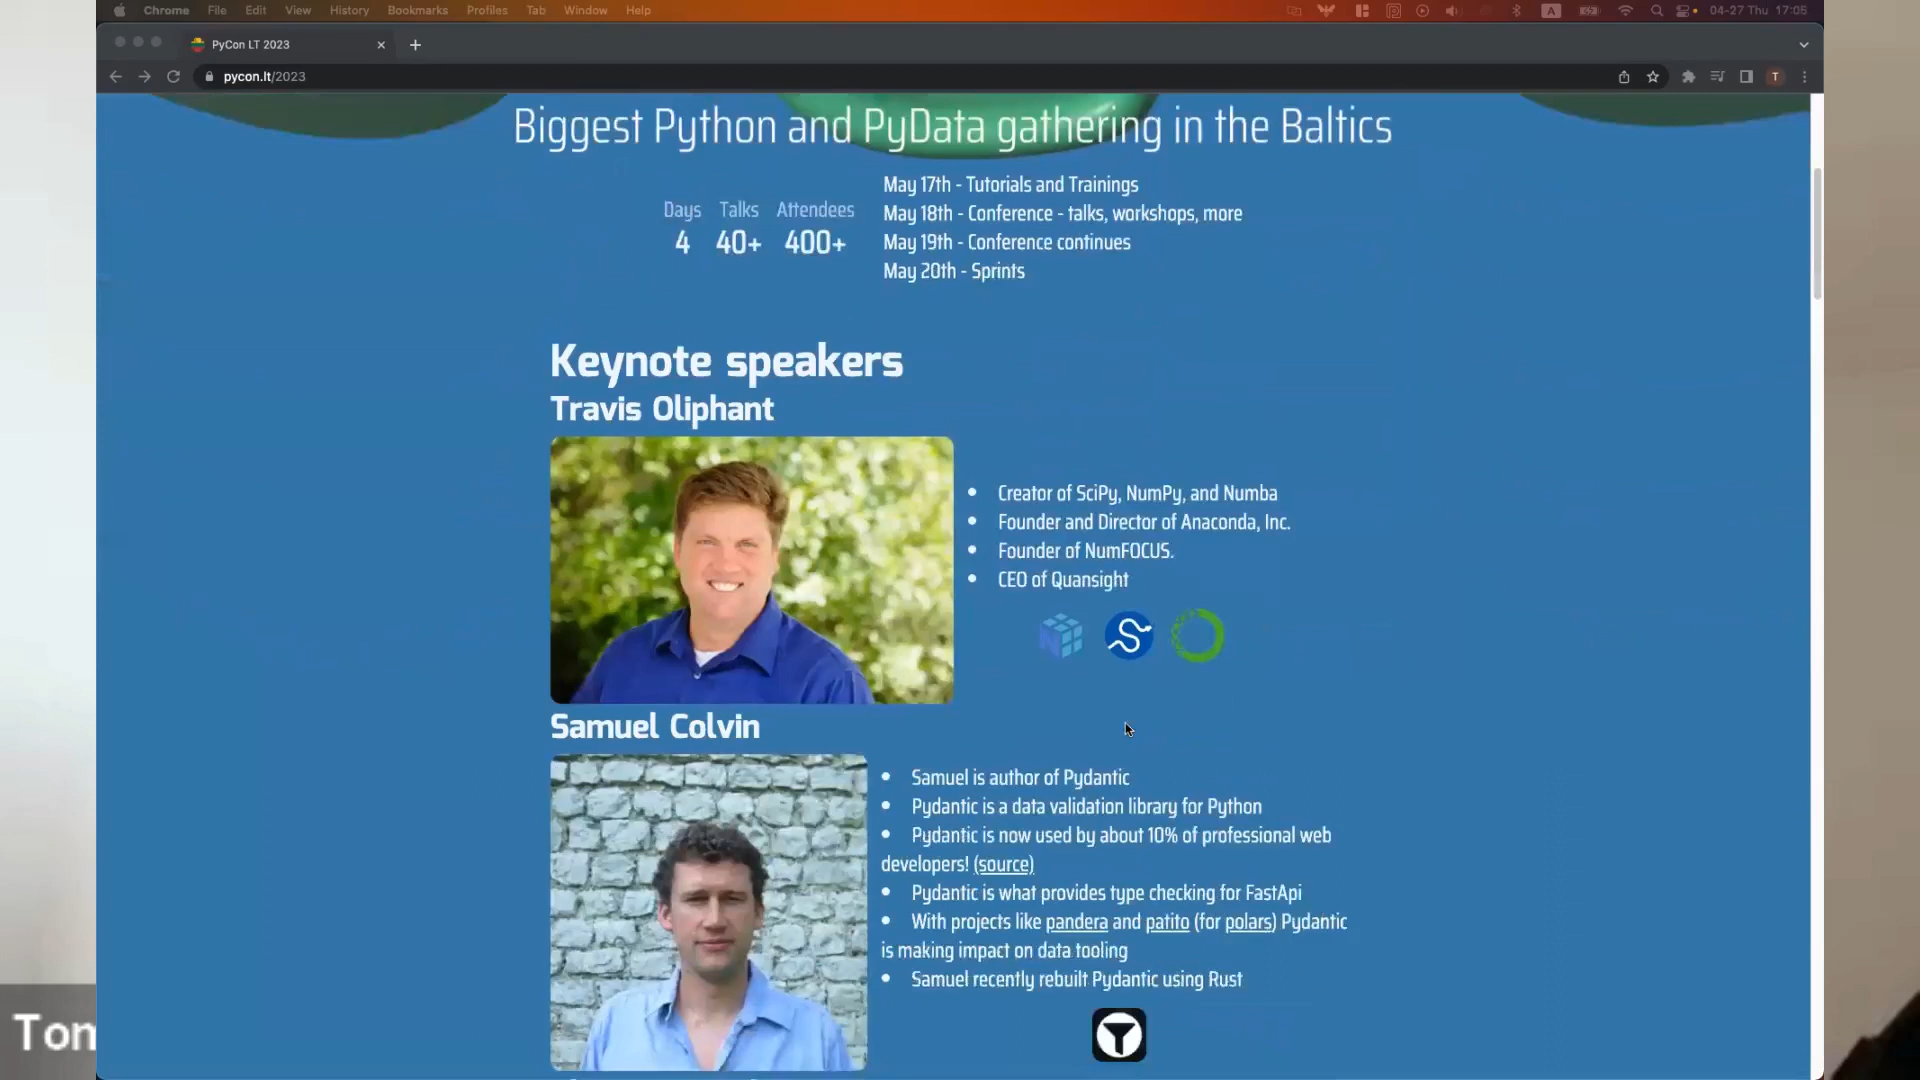 Chrome File Edit View History Bookmarks Profiles Tab Window Help
A
04-27 Thu 17:05
PyCon LT 2023
pycon.lt/2023
T
Biggest Python and PyData gathering in the Baltics
Days Talks Attendees
4 40+ 400+
May 17th - Tutorials and Trainings
May 18th - Conference - talks, workshops, more
May 19th - Conference continues
May 20th - Sprints
Keynote speakers
Travis Oliphant
Creator of SciPy, NumPy, and Numba
Founder and Director of Anaconda, Inc.
Founder of NumFOCUS.
CEO of Quansight
Samuel Colvin
Samuel is author of Pydantic
Pydantic is a data validation library for Python
Pydantic is now used by about 10% of professional web
developers! (source)
Pydantic is what provides type checking for FastApi
With projects like pandera and patito (for polars) Pydantic
is making impact on data tooling
Samuel recently rebuilt Pydantic using Rust
Tom